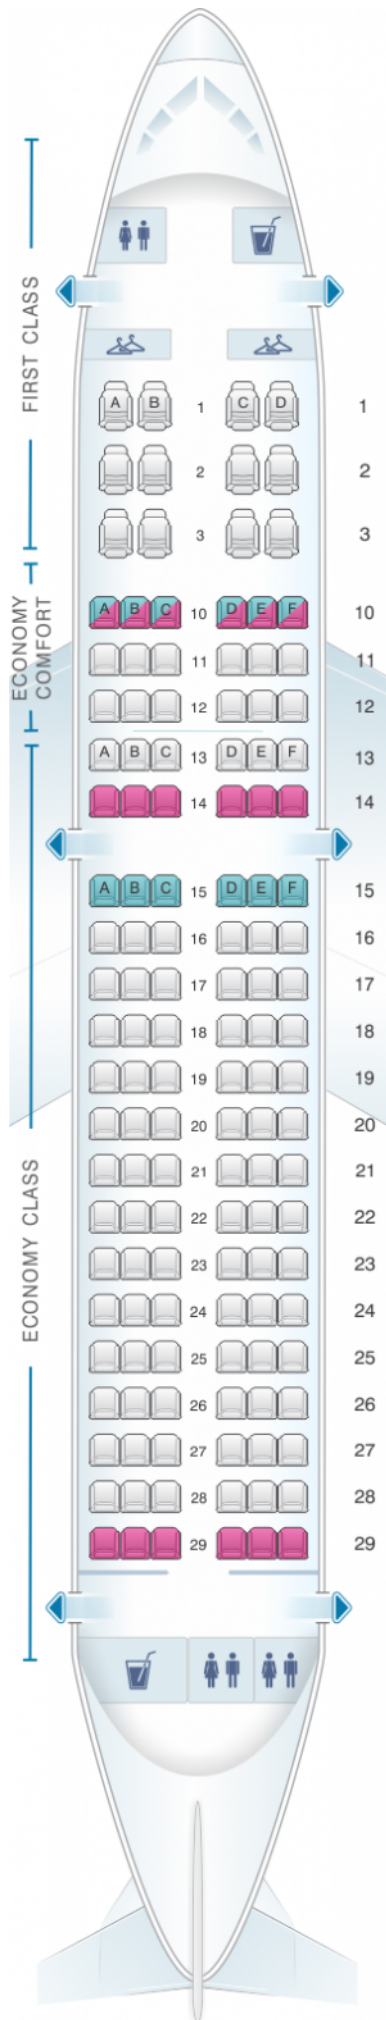 FIRST CLASS
A B 1 C D 1
2 2
3 3
ECONOMY
COMFORT
A B C 10 D E F 10
11 11
12 12
A B C 13 D E F 13
14 14
ECONOMY CLASS
A B C 15 D E F 15
16 16
17 17
18 18
19 19
20 20
21 21
22 22
23 23
24 24
25 25
26 26
27 27
28 28
29 29